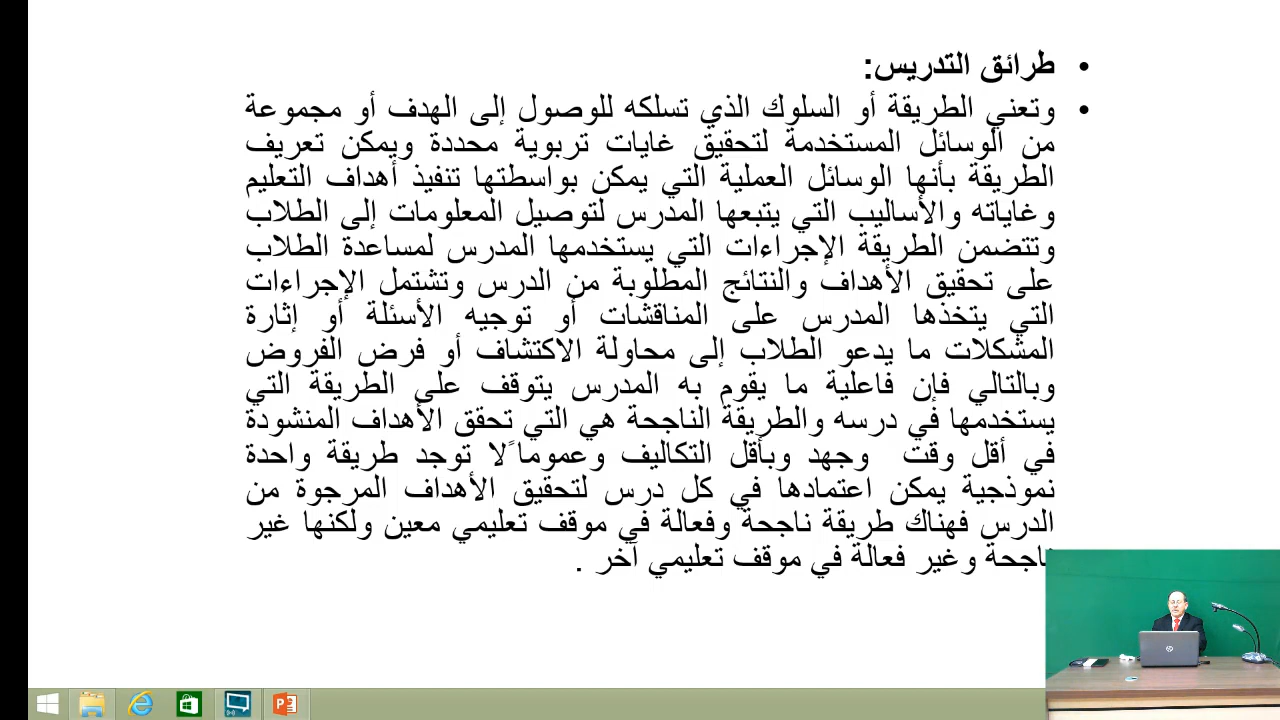 • طرائق التدريس:
• وتعني الطريقة أو السلوك الذي تسلكه للوصول إلى الهدف أو مجموعة
من الوسائل المستخدمة لتحقيق غايات تربوية محددة ويمكن تعريف
الطريقة بأنها الوسائل العملية التي يمكن بواسطتها تنفيذ أهداف التعليم
وغاياته والأساليب التي يتبعها المدرس لتوصيل المعلومات إلى الطلاب
وتتضمن الطريقة الإجراءات التي يستخدمها المدرس لمساعدة الطلاب
على تحقيق الأهداف والنتائج المطلوبة من الدرس وتشتمل الإجراءات
التي يتخذها المدرس على المناقشات أو توجيه الأسئلة أو إثارة
المشكلات ما يدعو الطلاب إلى محاولة الاكتشاف أو فرض الفروض
وبالتالي فإن فاعلية ما يقوم به المدرس يتوقف على الطريقة التي
يستخدمها في درسه والطريقة الناجحة هي التي تحقق الأهداف المنشودة
في أقل وقت وجهد وبأقل التكاليف وعموماً لا توجد طريقة واحدة
نموذجية يمكن اعتمادها في كل درس لتحقيق الأهداف المرجوة من
الدرس فهناك طريقة ناجحة وفعالة في موقف تعليمي معين ولكنها غير
ناجحة وغير فعالة في موقف تعليمي آخر .